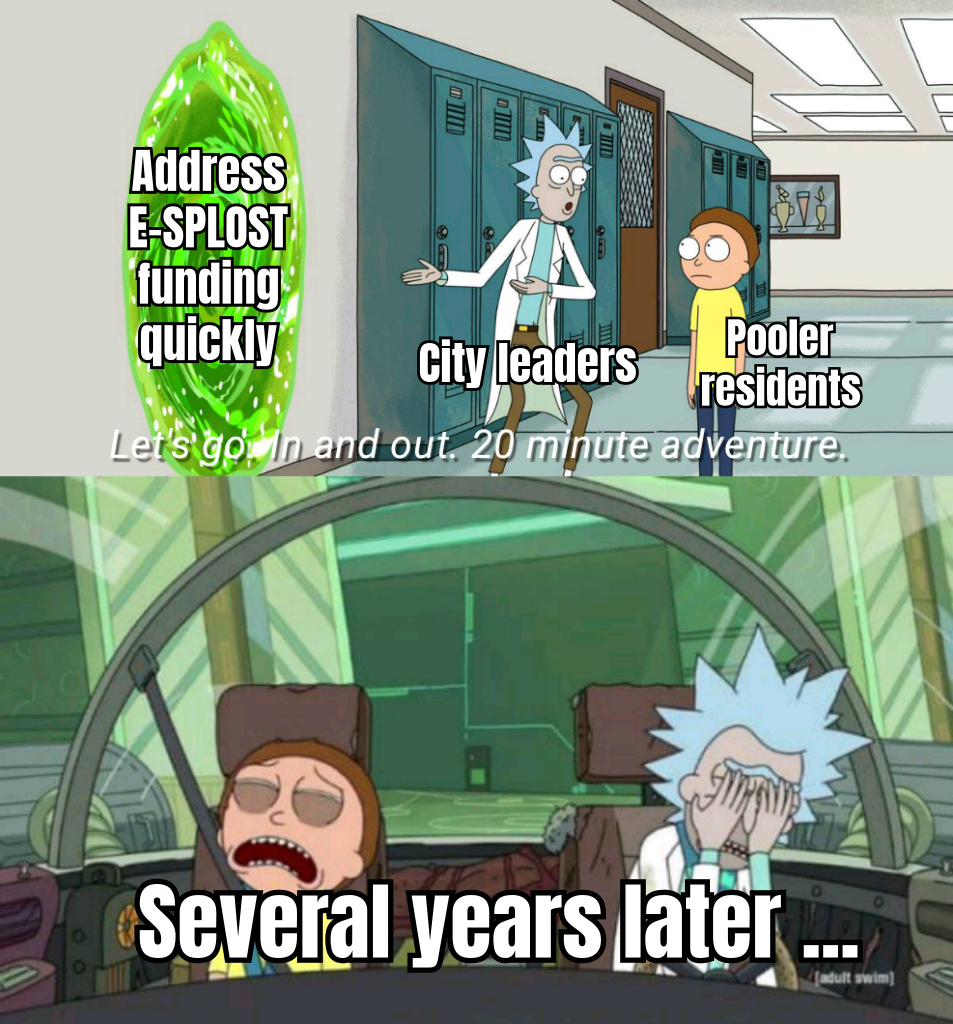 Address
E-SPLOST
funding
quickly
City leaders
Pooler
residents
Let's go. In and out. 20 minute adventure.
Several years later ...
[adult swim]